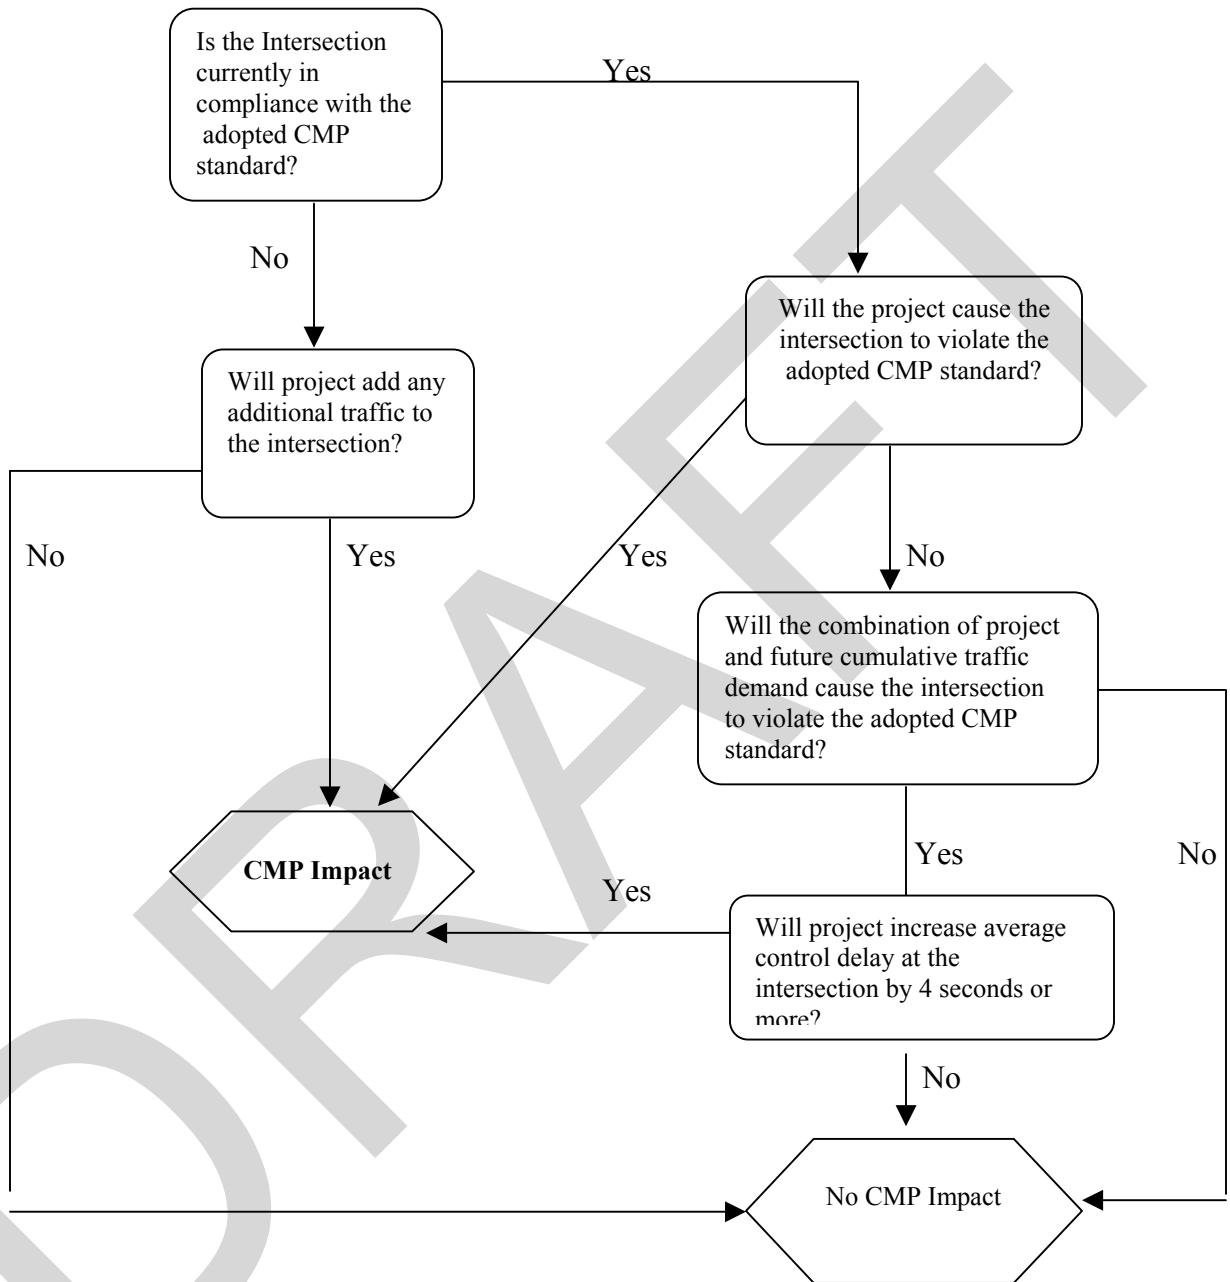 Is the Intersection
currently in
compliance with the
adopted CMP
standard?
Yes
No
Will the project cause the
intersection to violate the
adopted CMP standard?
Will project add any
additional traffic to
the intersection?
No
Yes
Yes
No
Will the combination of project
and future cumulative traffic
demand cause the intersection
to violate the adopted CMP
standard?
CMP Impact
Yes
No
Yes
Will project increase average
control delay at the
intersection by 4 seconds or
more?
No
No CMP Impact
DRAFT